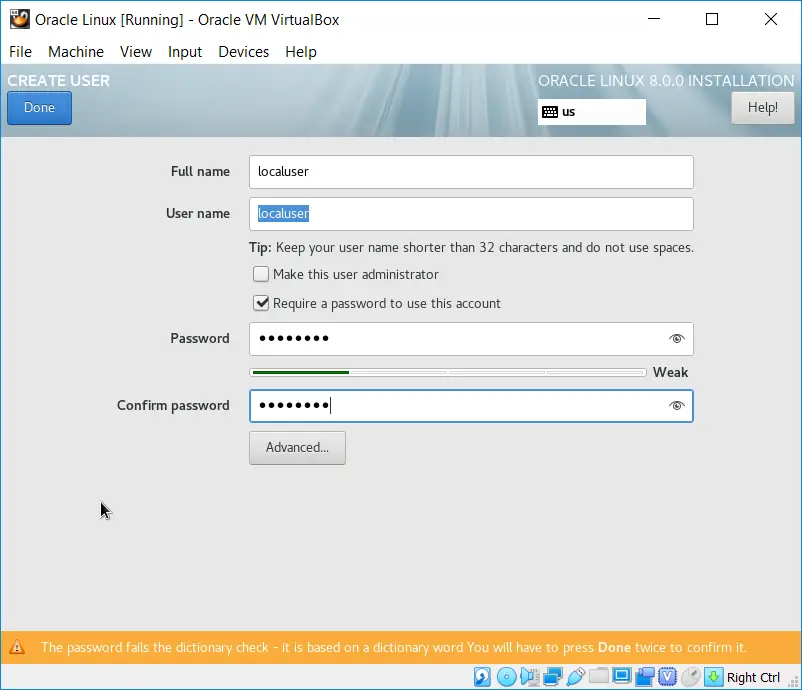 Oracle Linux [Running] - Oracle VM VirtualBox
File Machine View Input Devices Help
CREATE USER
ORACLE LINUX 8.0.0 INSTALLATION
Done
us
Help!
Full name
localuser
User name
localuser
Tip: Keep your user name shorter than 32 characters and do not use spaces.
Make this user administrator
Require a password to use this account
Password
••••••••
Weak
Confirm password
••••••••
Advanced...
The password fails the dictionary check - it is based on a dictionary word You will have to press Done twice to confirm it.
Right Ctrl